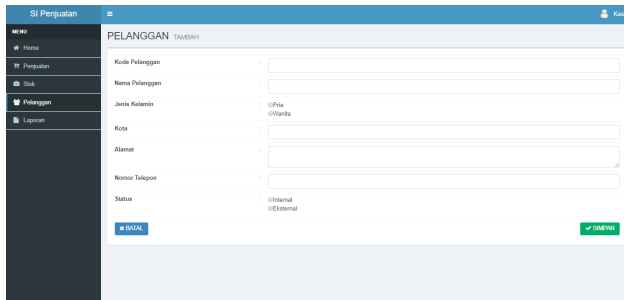 SI Penjualan
MENU
Home
Penjualan
Stok
Pelanggan
Laporan
PELANGGAN TAMBAH
Kode Pelanggan :
Nama Pelanggan :
Jenis Kelamin : Pria
Wanita
Kota :
Alamat :
Nomor Telepon :
Status : Internal
Eksternal
BATAL
SIMPAN